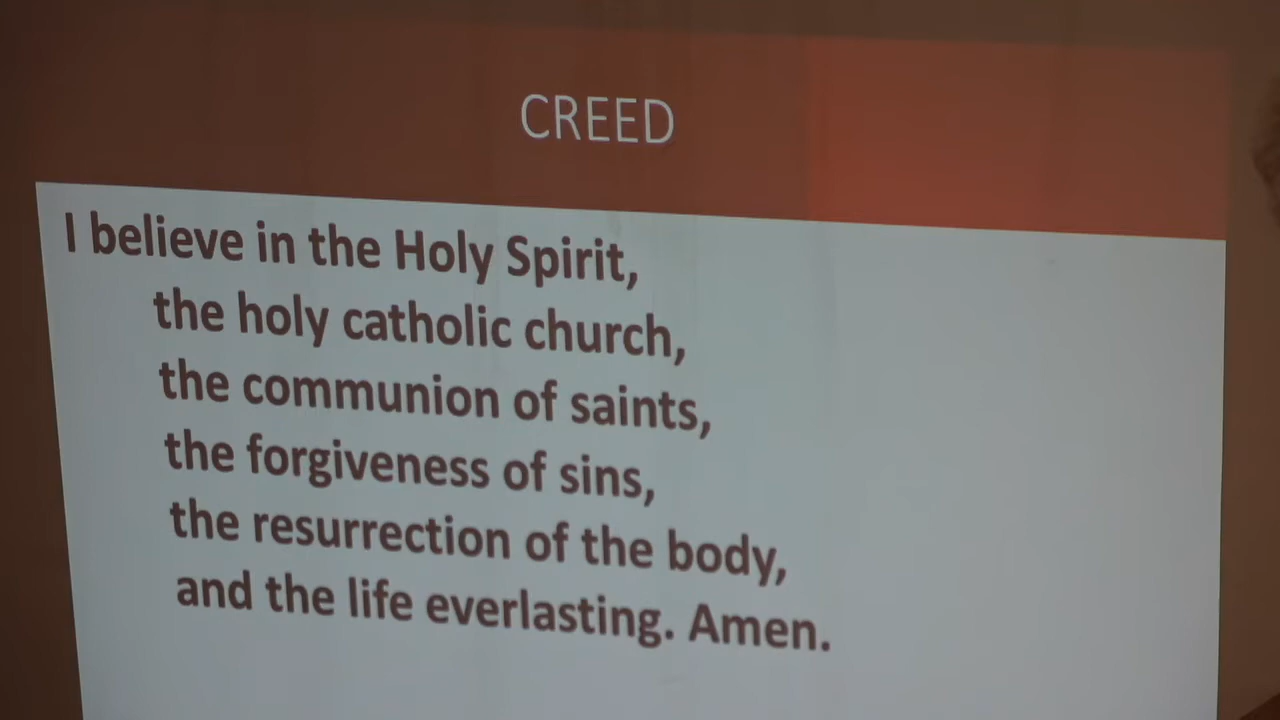 CREED
I believe in the Holy Spirit,
the holy catholic church,
the communion of saints,
the forgiveness of sins,
the resurrection of the body,
and the life everlasting. Amen.